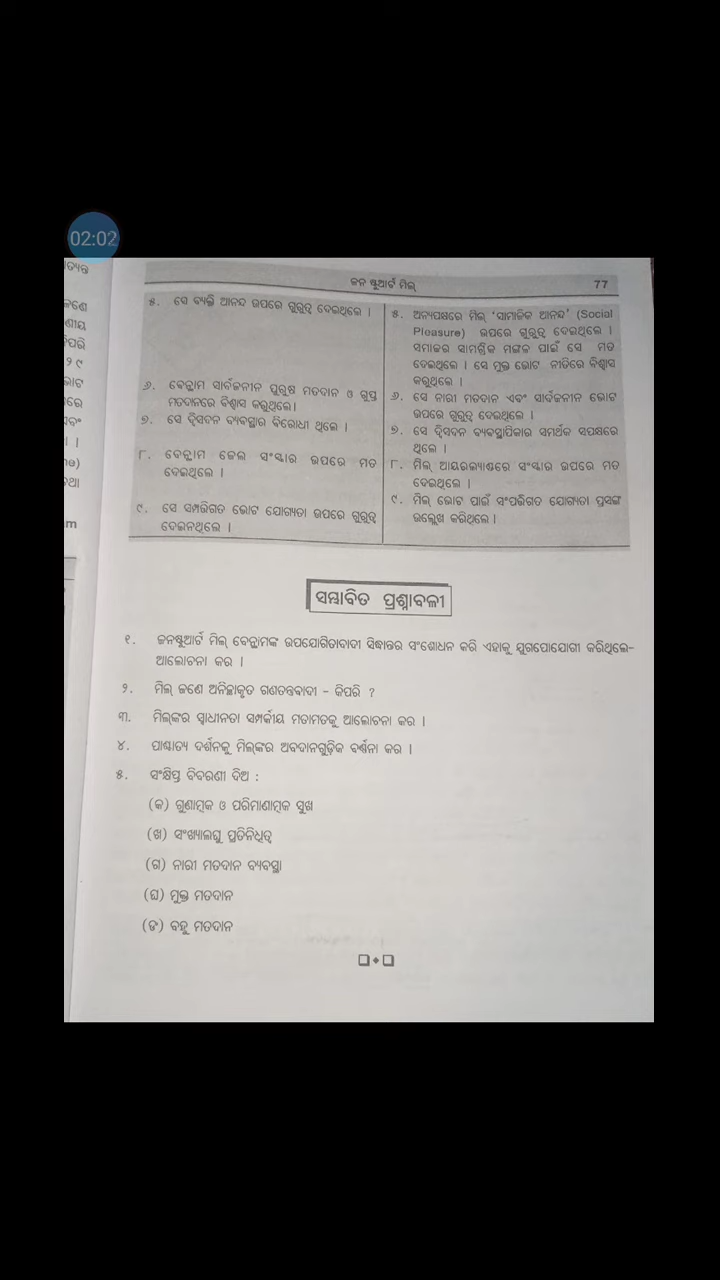 02:02
ଜନ ଷ୍ଟୁଆର୍ଟ ମିଲ୍
77
୫. ସେ ବ୍ୟକ୍ତି ଆନନ୍ଦ ଉପରେ ଗୁରୁତ୍ୱ ଦେଇଥିଲେ ।
୬. ବେନ୍ଥାମ ସାର୍ବଜନୀନ ପୁରୁଷ ମତଦାନ ଓ ଗୁପ୍ତ
ମତଦାନରେ ବିଶ୍ୱାସ କରୁଥିଲେ।
୭. ସେ ଦ୍ୱିସଦନ ବ୍ୟବସ୍ଥାର ବିରୋଧୀ ଥିଲେ ।
୮. ବେନ୍ଥାମ ଜେଲ ସଂସ୍କାର ଉପରେ ମତ
ଦେଇଥିଲେ ।
୯. ସେ ସମ୍ପତ୍ତିଗତ ଭୋଟ ଯୋଗ୍ୟତା ଉପରେ ଗୁରୁତ୍ୱ
ଦେଇନଥିଲେ ।
୫. ଅନ୍ୟପକ୍ଷରେ ମିଲ୍ ‘ସାମାଜିକ ଆନନ୍ଦ’ (Social
Pleasure) ଉପରେ ଗୁରୁତ୍ୱ ଦେଇଥିଲେ ।
ସମାଜର ସାମଗ୍ରିକ ମଙ୍ଗଳ ପାଇଁ ସେ ମତ
ଦେଇଥିଲେ । ସେ ମୁକ୍ତ ଭୋଟ ନୀତିରେ ବିଶ୍ୱାସ
କରୁଥିଲେ ।
୬. ସେ ନାରୀ ମତଦାନ ଏବଂ ସାର୍ବଜନୀନ ଭୋଟ
ଉପରେ ଗୁରୁତ୍ୱ ଦେଇଥିଲେ ।
୭. ସେ ଦ୍ୱିସଦନ ବ୍ୟବସ୍ଥାପିକାର ସମର୍ଥକ ସପକ୍ଷରେ
ଥିଲେ ।
୮. ମିଲ୍ ଆୟରଲ୍ୟାଣ୍ଡରେ ସଂସ୍କାର ଉପରେ ମତ
ଦେଇଥିଲେ ।
୯. ମିଲ୍ ଭୋଟ ପାଇଁ ସଂପତ୍ତିଗତ ଯୋଗ୍ୟତା ପ୍ରସଙ୍ଗ
ଉଲ୍ଲେଖ କରିଥିଲେ ।
ସମ୍ଭାବିତ ପ୍ରଶ୍ନାବଳୀ
୧. ଜନଷ୍ଟୁଆର୍ଟ ମିଲ୍ ବେନ୍ଥାମଙ୍କ ଉପଯୋଗିତାବାଦୀ ସିଦ୍ଧାନ୍ତର ସଂଶୋଧନ କରି ଏହାକୁ ଯୁଗପୋଯୋଗୀ କରିଥିଲେ-
ଆଲୋଚନା କର ।
୨. ମିଲ୍ ଜଣେ ଅନିଚ୍ଛାକୃତ ଗଣତନ୍ତ୍ରବାଦୀ - କିପରି ?
୩. ମିଲ୍‌ଙ୍କର ସ୍ୱାଧୀନତା ସମ୍ପର୍କୀୟ ମତାମତକୁ ଆଲୋଚନା କର ।
୪. ପାଶ୍ଚାତ୍ୟ ଦର୍ଶନକୁ ମିଲ୍‌ଙ୍କର ଅବଦାନଗୁଡ଼ିକ ବର୍ଣ୍ଣନା କର ।
୫. ସଂକ୍ଷିପ୍ତ ବିବରଣୀ ଦିଅ :
(କ) ଗୁଣାତ୍ମକ ଓ ପରିମାଣାତ୍ମକ ସୁଖ
(ଖ) ସଂଖ୍ୟାଲଘୁ ପ୍ରତିନିଧିତ୍ୱ
(ଗ) ନାରୀ ମତଦାନ ବ୍ୟବସ୍ଥା
(ଘ) ମୁକ୍ତ ମତଦାନ
(ଙ) ବହୁ ମତଦାନ